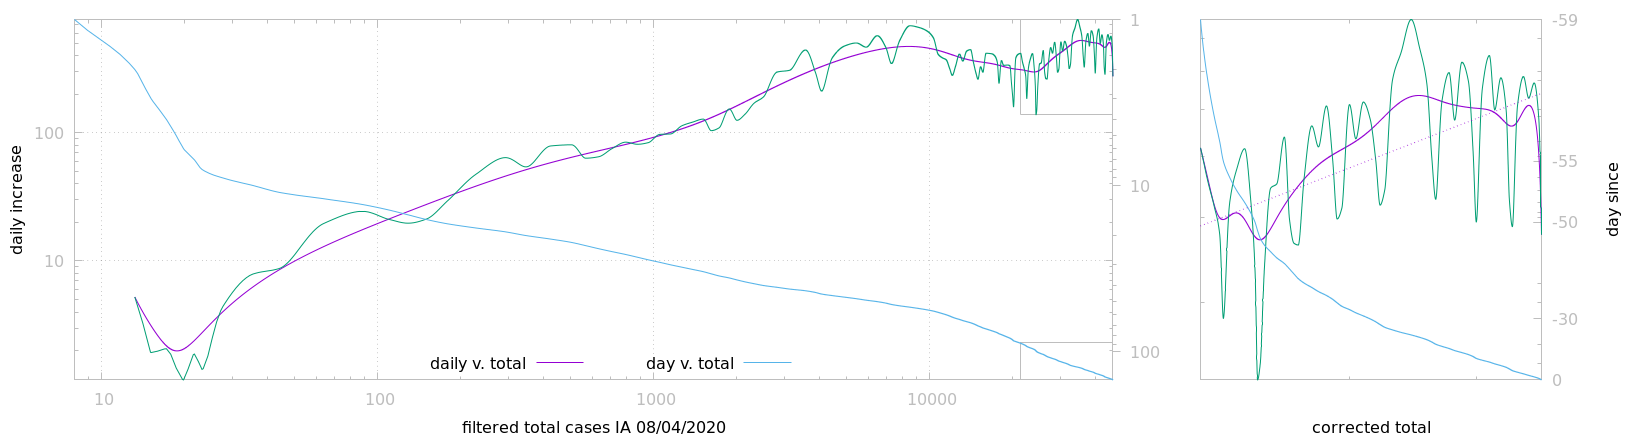 daily increase
100
10
10
100
1000
10000
1
10
100
daily v. total
day v. total
filtered total cases IA 08/04/2020
-59
-55
-50
-30
0
day since
corrected total